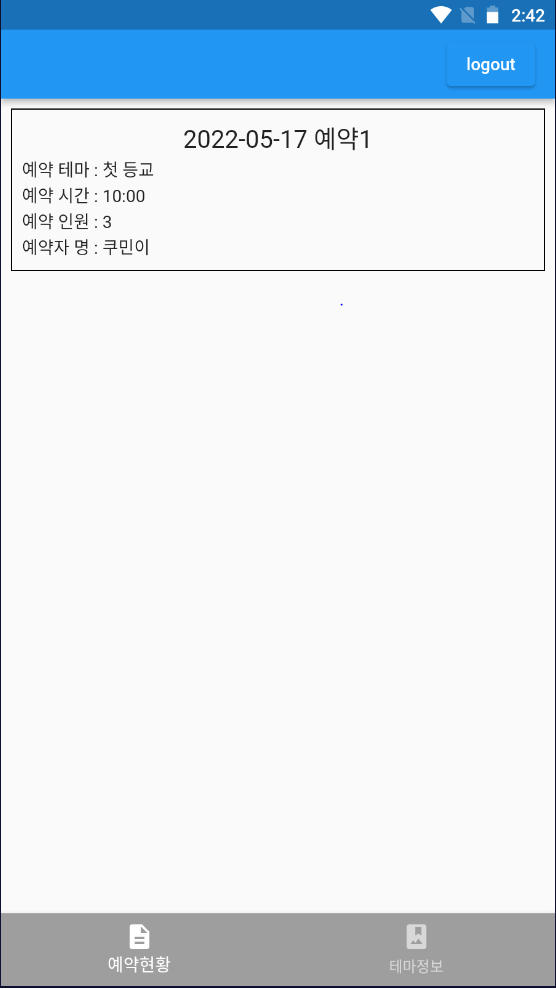 2:42
logout
2022-05-17 예약1
예약 테마 : 첫 등교
예약 시간 : 10:00
예약 인원 : 3
예약자 명 : 쿠민이
예약현황
테마정보